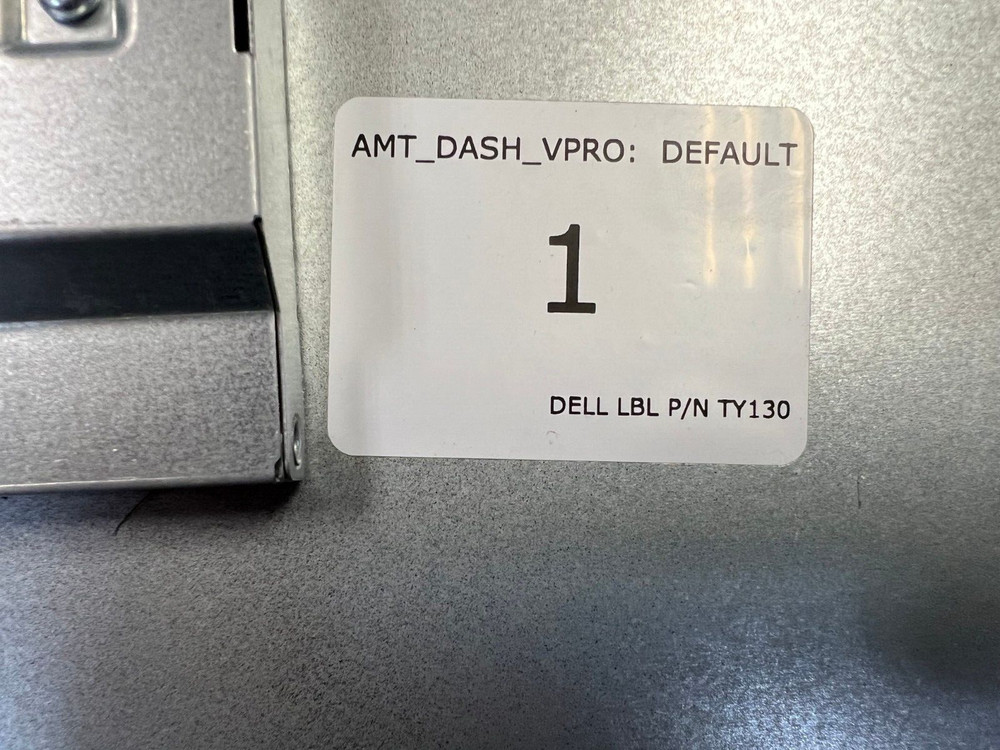 AMT_DASH_VPRO: DEFAULT
1
DELL LBL P/N TY130